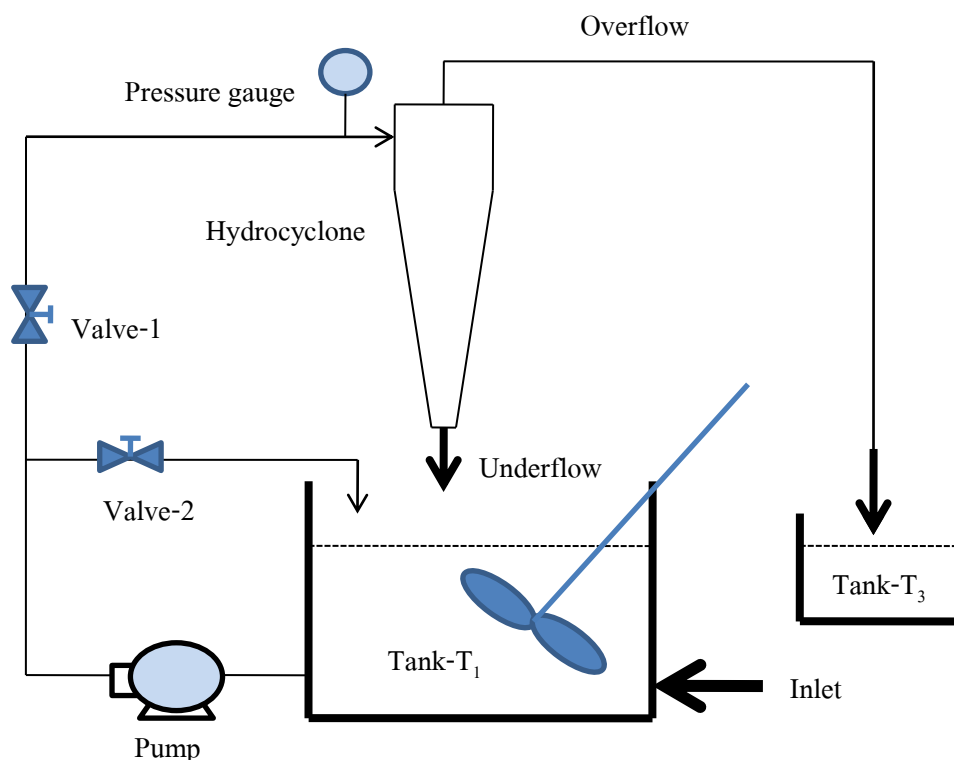 Overflow
Pressure gauge
Hydrocyclone
Valve-1
Underflow
Valve-2
Tank-T₃
Tank-T₁
Inlet
Pump